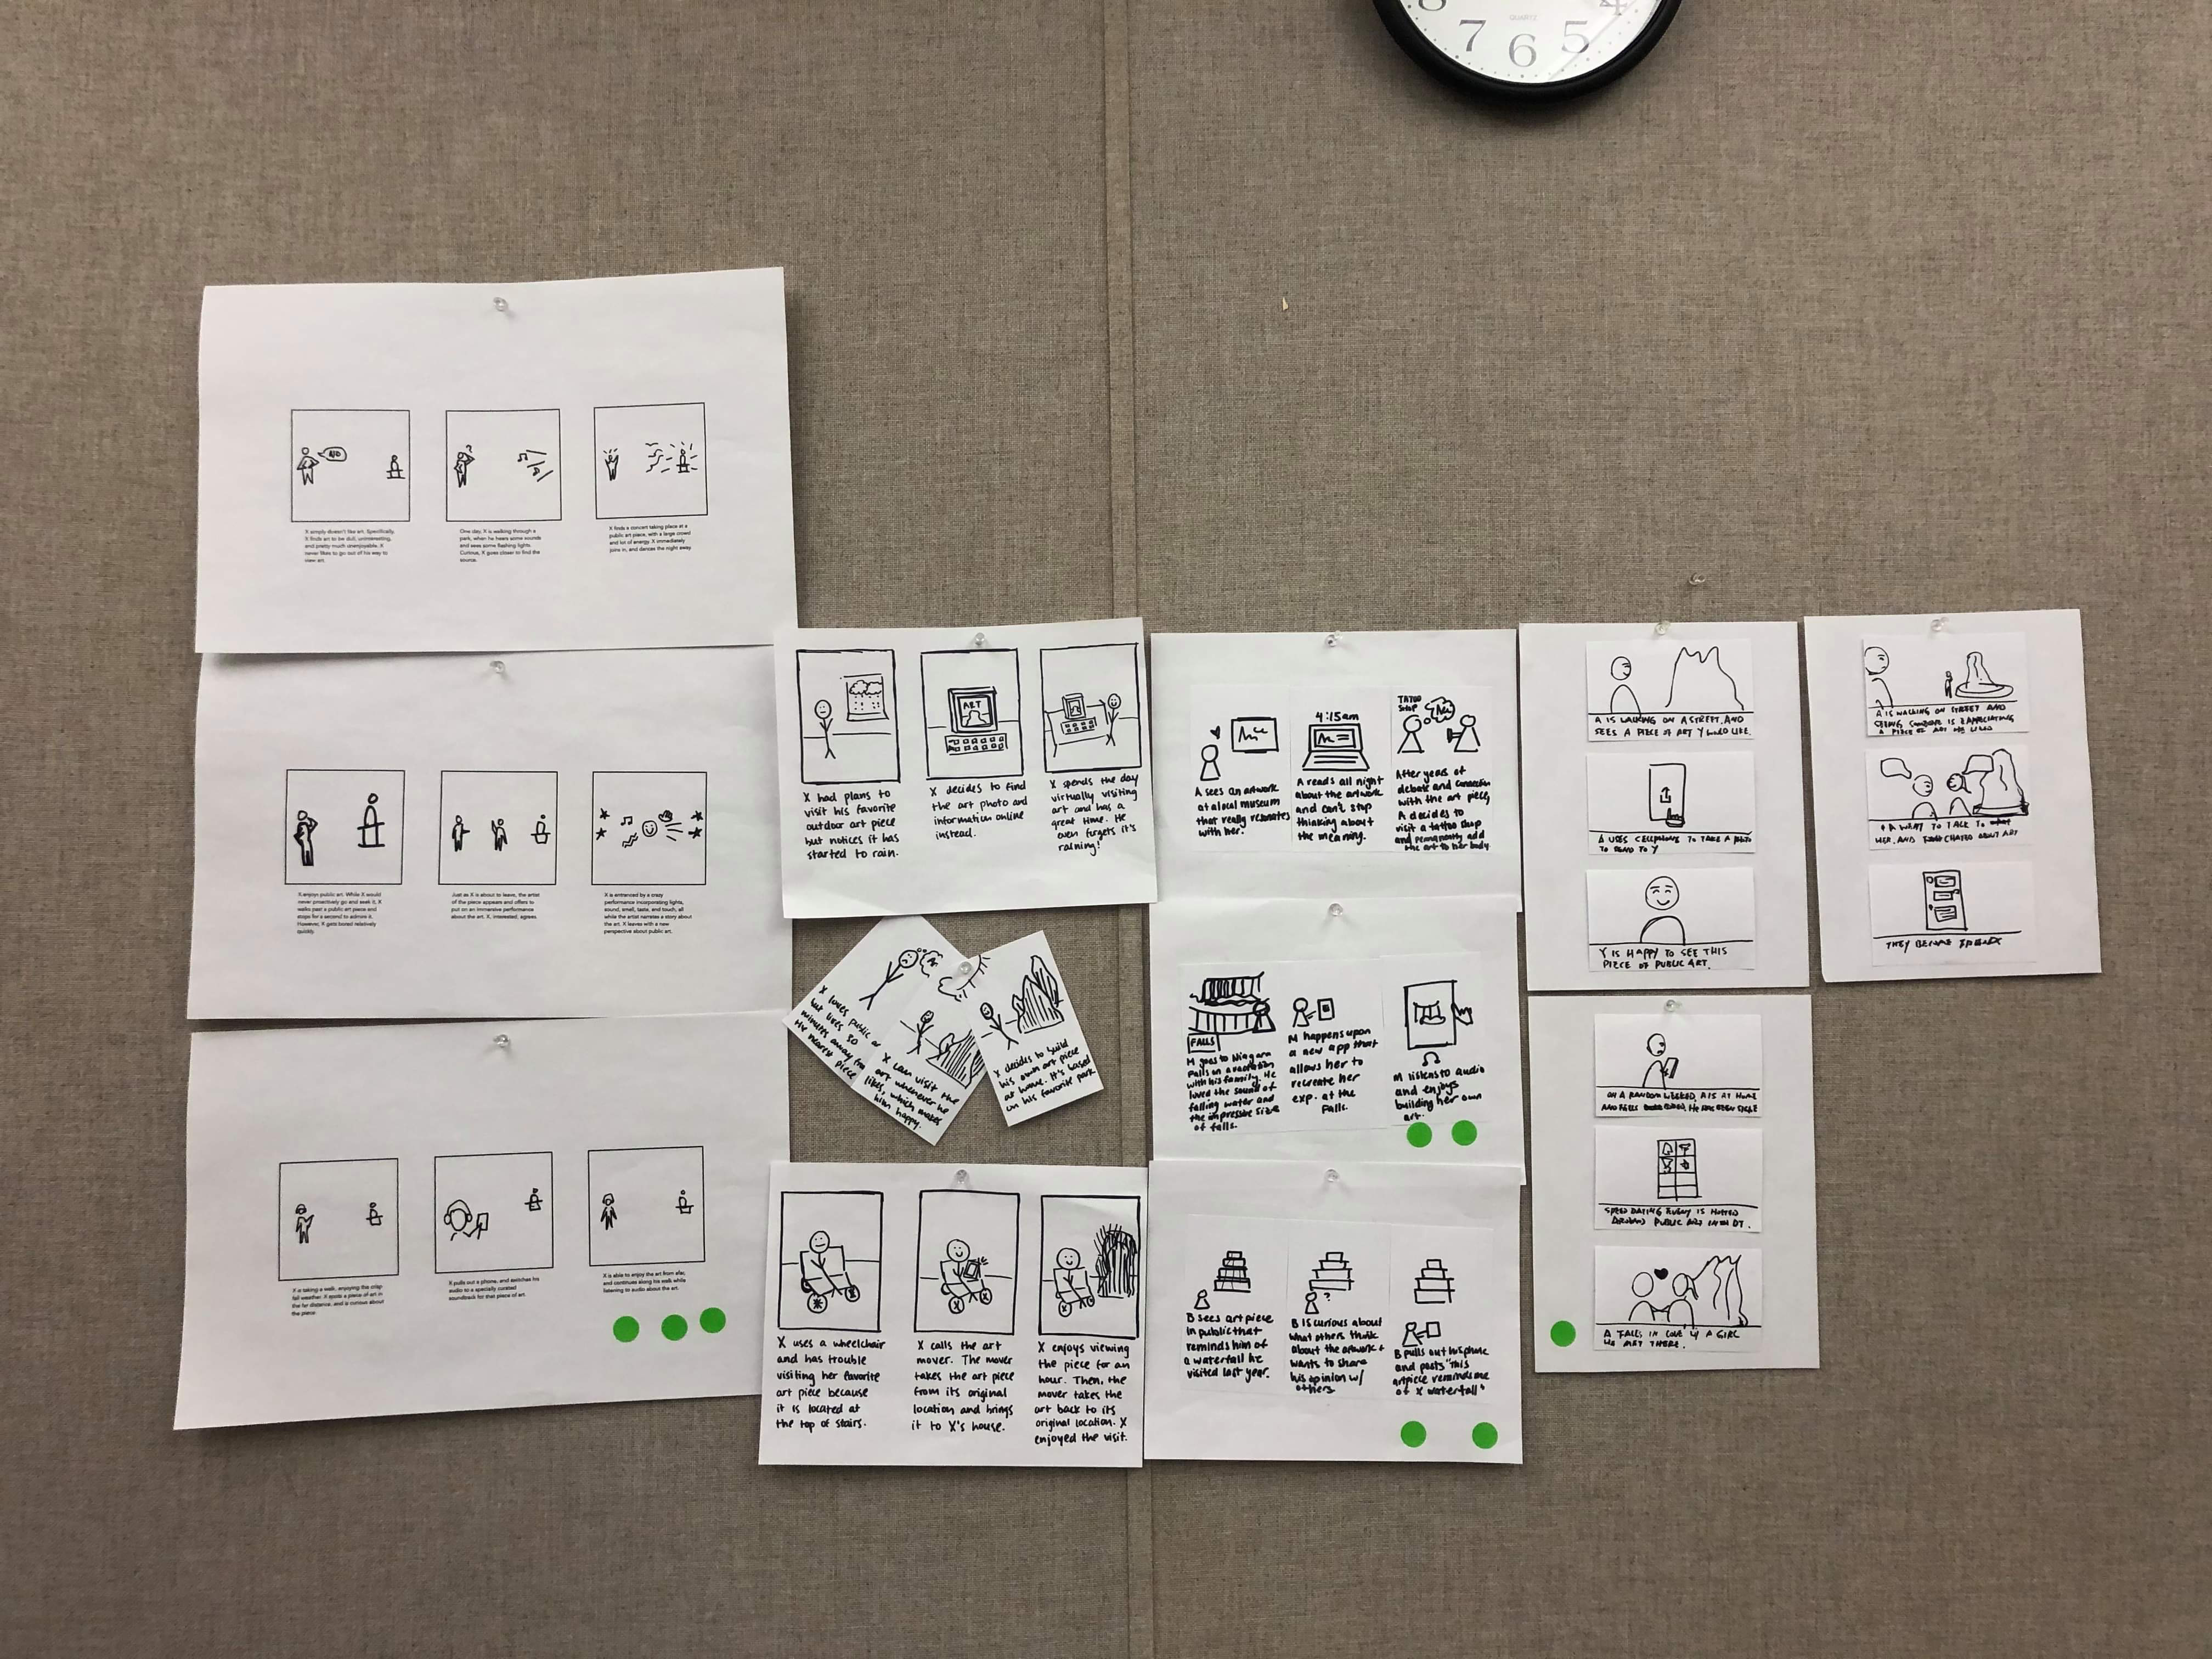 8 7 6 5 4
QUARTZ
NO
X simply doesn't like art. Specifically,
X finds art to be dull, uninteresting,
and pretty much unenjoyable. X
never likes to go out of his way to
view art.
One day, X is walking through a
park, when he hears some sounds
and sees some flashing lights.
Curious, X goes closer to find the
source.
X finds a concert taking place at a
public art piece, with a large crowd
and lot of energy. X immediately
joins in, and dances the night away.
X enjoys public art. While X would
never proactively go and seek it, X
walks past a public art piece and
stops for a second to admire it.
However, X gets bored relatively
quickly.
Just as X is about to leave, the artist
of the piece appears and offers to
put on an immersive performance
about the art. X, interested, agrees.
X is entranced by a crazy
performance incorporating lights,
sound, smell, taste, and touch, all
while the artist narrates a story about
the art. X leaves with a new
perspective about public art.
X is taking a walk, enjoying the crisp
fall weather. X spots a piece of art in
the far distance, and is curious about
the piece.
X pulls out a phone, and switches his
audio to a specially curated
soundtrack for that piece of art.
X is able to enjoy the art from afar,
and continues along his walk while
listening to audio about the art.
X had plans to
visit his favorite
outdoor art piece
but notices it has
started to rain.
ART
X decides to find
the art photo and
information online
instead.
X spends the day
virtually visiting
art and has a
great time. He
even forgets it's
raining!
X loves public ar
but lives 50
minutes away from
the nearest piece
X can visit the
art whenever he
likes, which makes
him happy.
X decides to build
his own art piece
at home. It's based
on his favorite park
X uses a wheelchair
and has trouble
visiting her favorite
art piece because
it is located at
the top of stairs.
X calls the art
mover. The mover
takes the art piece
from its original
location and brings
it to X's house.
X enjoys viewing
the piece for an
hour. Then, the
mover takes the
art back to its
original location. X
enjoyed the visit.
A sees an artwork
at a local museum
that really resonates
with her.
4:15am
A reads all night
about the artwork
and can't stop
thinking about
the meaning.
TATOO
SHOP
After years of
debate and connection
with the art piece,
A decides to
visit a tattoo shop
and permanently add
the art to her body
FALLS
M goes to Niagara
Falls on a vacation
with his family. He
loved the sound of
falling water and
the impressive size
of falls.
M happens upon
a new app that
allows her to
recreate her
exp. at the
Falls.
M listens to audio
and enjoys
building her own
art.
B sees art piece
in public that
reminds him of
a waterfall he
visited last year.
?
B is curious about
what others think
about the artwork +
wants to share
his opinion w/
others
B pulls out his phone
and posts "this
artpiece reminds me
of X waterfall"
A IS WALKING ON A STREET, AND
SEES A PIECE OF ART Y WOULD LIKE.
A USES CELLPHONE TO TAKE A PHOTO
TO SEND TO Y
Y IS HAPPY TO SEE THIS
PIECE OF PUBLIC ART.
A IS WALKING ON STREET AND
SEEING SOMEONE IS APPRECIATING
A PIECE OF ART HE LIKED
A WANT TO TALK TO
HER. AND CHATED ABOUT ART
THEY BECOME FRIENDS
ON A RANDOM WEEKED, A IS AT HOME
AND FEELS HE HAS BEEN SINGLE
SPEED DATING EVENT IS HOSTED
AROUND PUBLIC ART IN DT.
A FALLS IN LOVE W/ A GIRL
HE MET THERE.